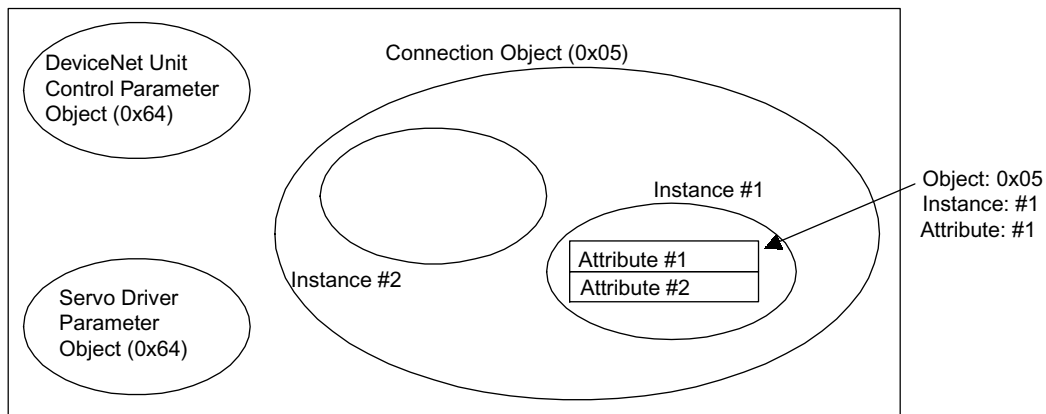 DeviceNet Unit
Control Parameter
Object (0x64)
Connection Object (0x05)
Instance #1
Object: 0x05
Instance: #1
Attribute: #1
Attribute #1
Attribute #2
Instance #2
Servo Driver
Parameter
Object (0x64)